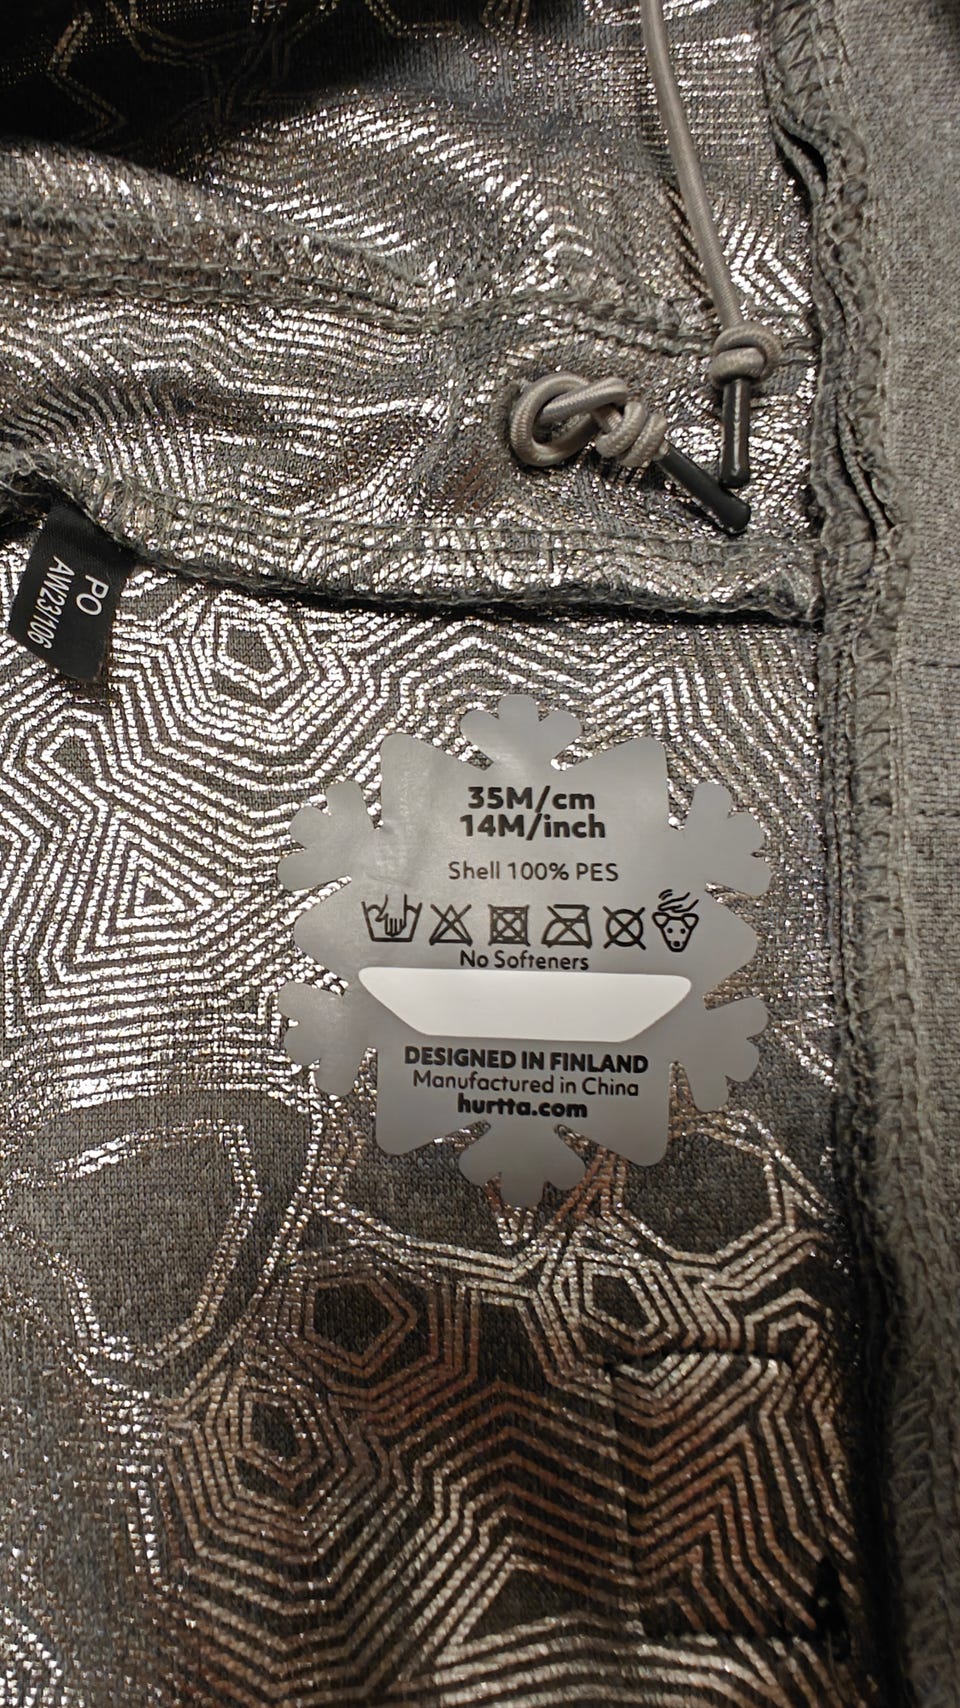 PO
AW23/106
35M/cm
14M/inch
Shell 100% PES
No Softeners
DESIGNED IN FINLAND
Manufactured in China
hurtta.com